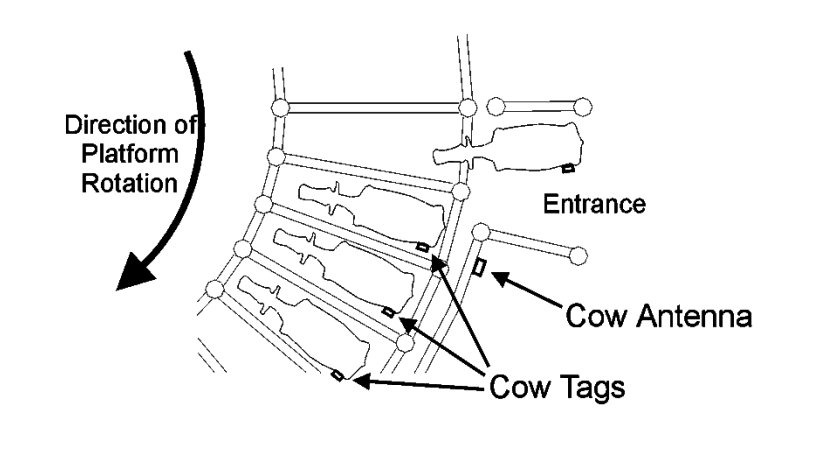 Direction of
Platform
Rotation
Entrance
Cow Antenna
Cow Tags